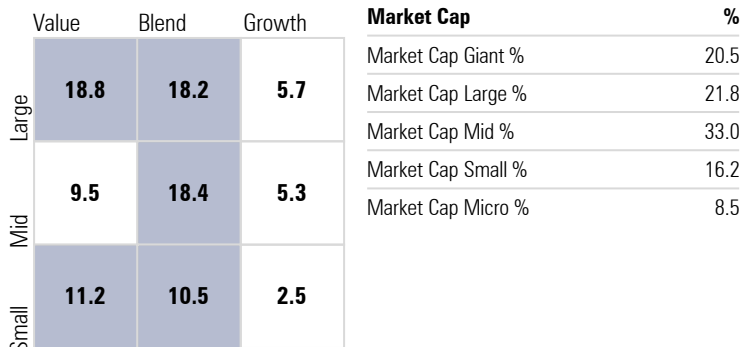 Value Blend Growth
Large 18.8 18.2 5.7
Mid 9.5 18.4 5.3
Small 11.2 10.5 2.5
Market Cap %
Market Cap Giant % 20.5
Market Cap Large % 21.8
Market Cap Mid % 33.0
Market Cap Small % 16.2
Market Cap Micro % 8.5